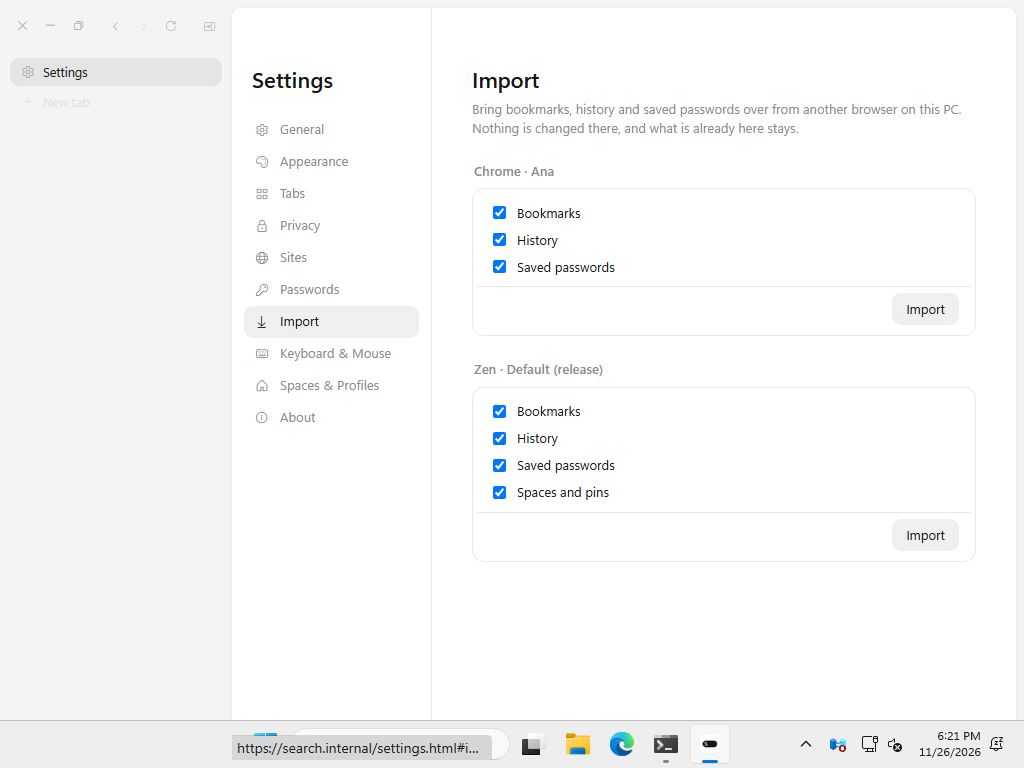 Settings
New tab
Settings
General
Appearance
Tabs
Privacy
Sites
Passwords
Import
Keyboard & Mouse
Spaces & Profiles
About
Import
Bring bookmarks, history and saved passwords over from another browser on this PC.
Nothing is changed there, and what is already here stays.
Chrome · Ana
Bookmarks
History
Saved passwords
Import
Zen · Default (release)
Bookmarks
History
Saved passwords
Spaces and pins
Import
https://search.internal/settings.html#i...
6:21 PM
11/26/2026